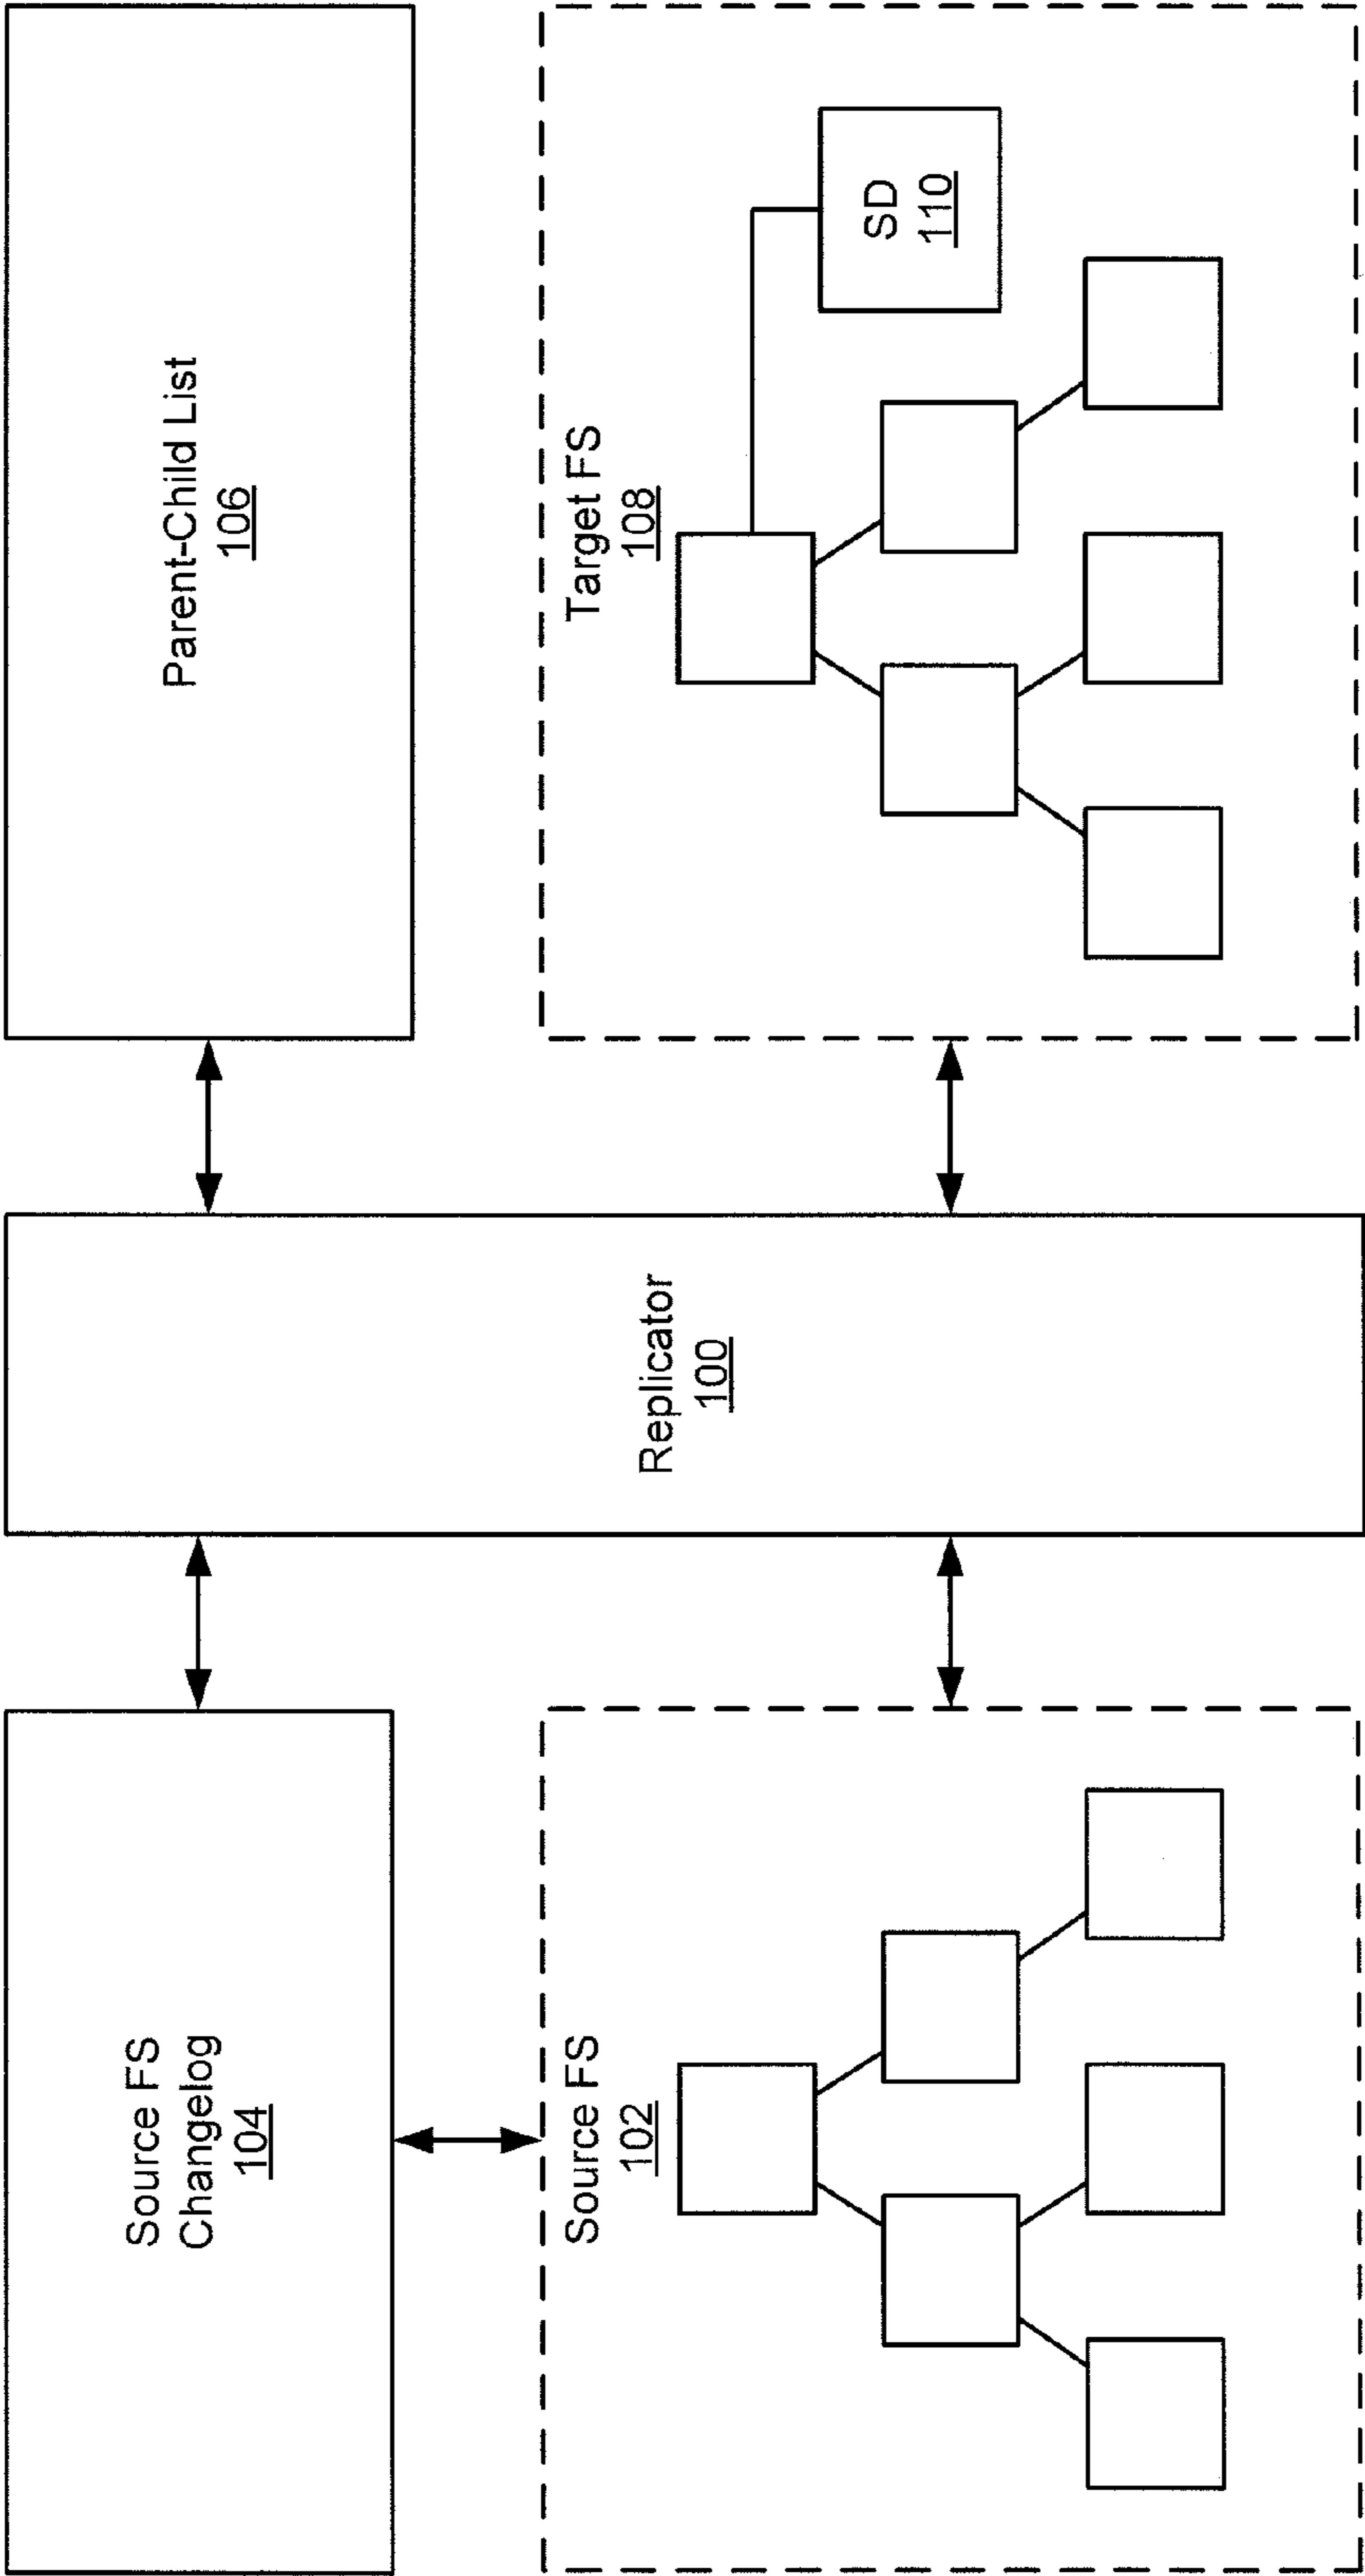 Source FS
Changelog
104
Source FS
102
Replicator
100
Parent-Child List
106
Target FS
108
SD
110